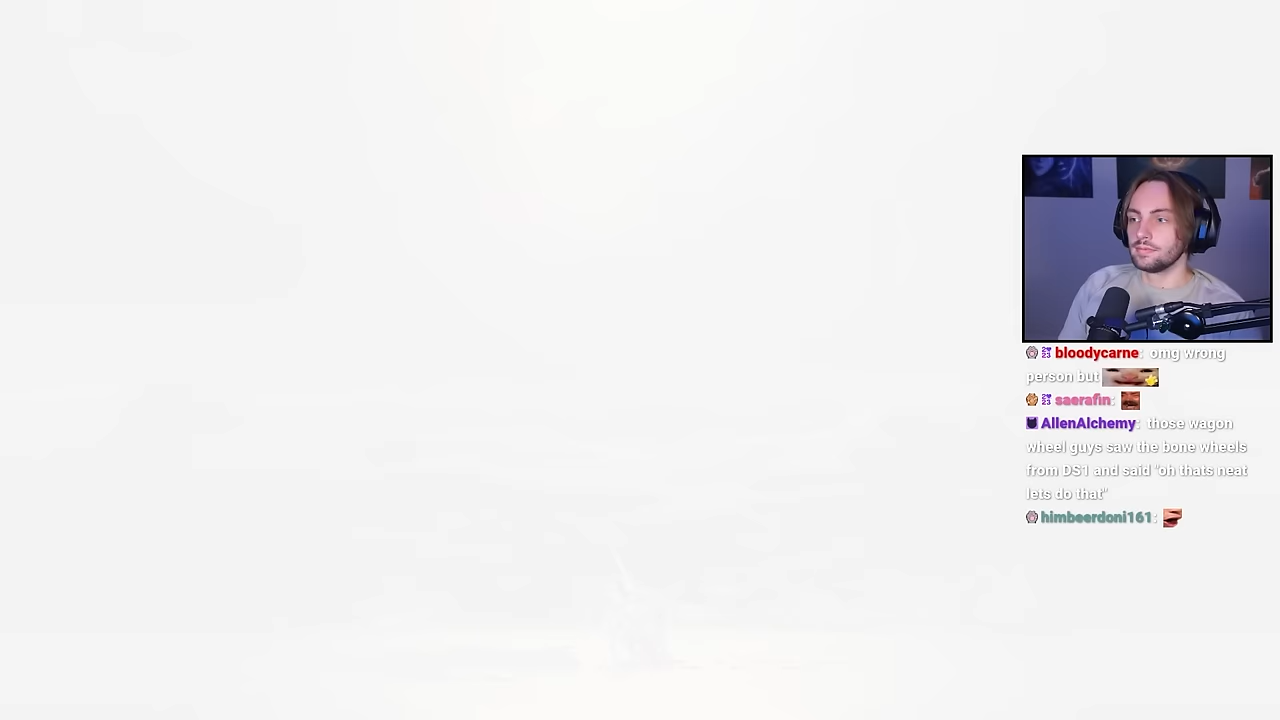 bloodycarne: omg wrong
person but
saerafin:
AllenAlchemy: those wagon
wheel guys saw the bone wheels
from DS1 and said "oh thats neat
lets do that"
himbeerdoni161: